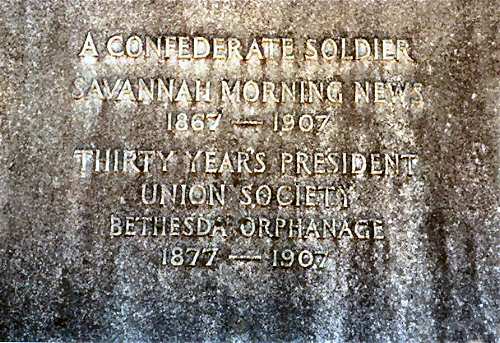 A CONFEDERATE SOLDIER
SAVANNAH MORNING NEWS
1867 — 1907
THIRTY YEARS PRESIDENT
UNION SOCIETY
BETHESDA ORPHANAGE
1877 — 1907